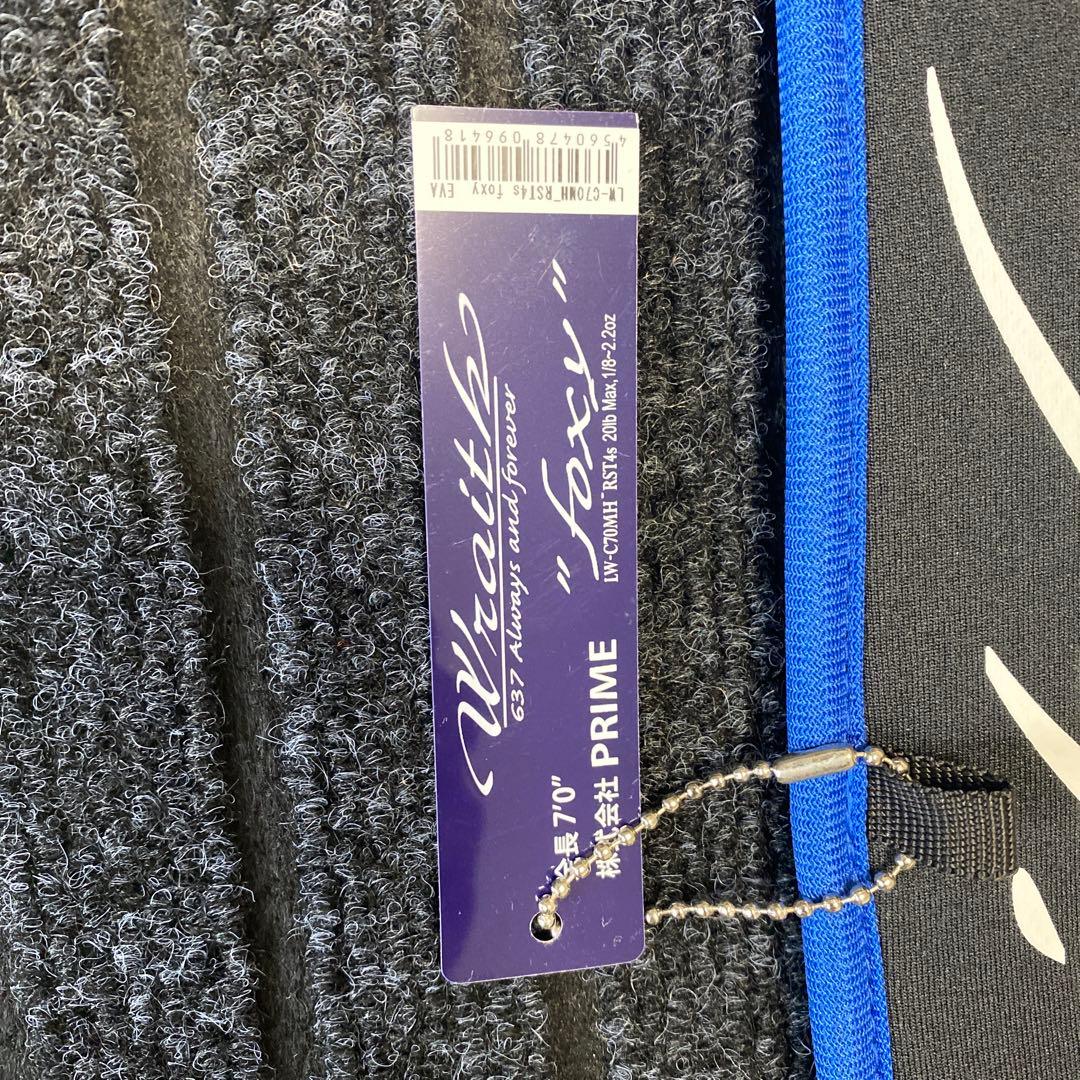 Wraith
637 Always and forever
"foxy"
LW-C70MH⁻RST4s 20lb Max,1/8~2.2oz
全長 7'0"
株式会社 PRIME
LW-C70MH⁻RST4s foxy EVA
4560478 096418